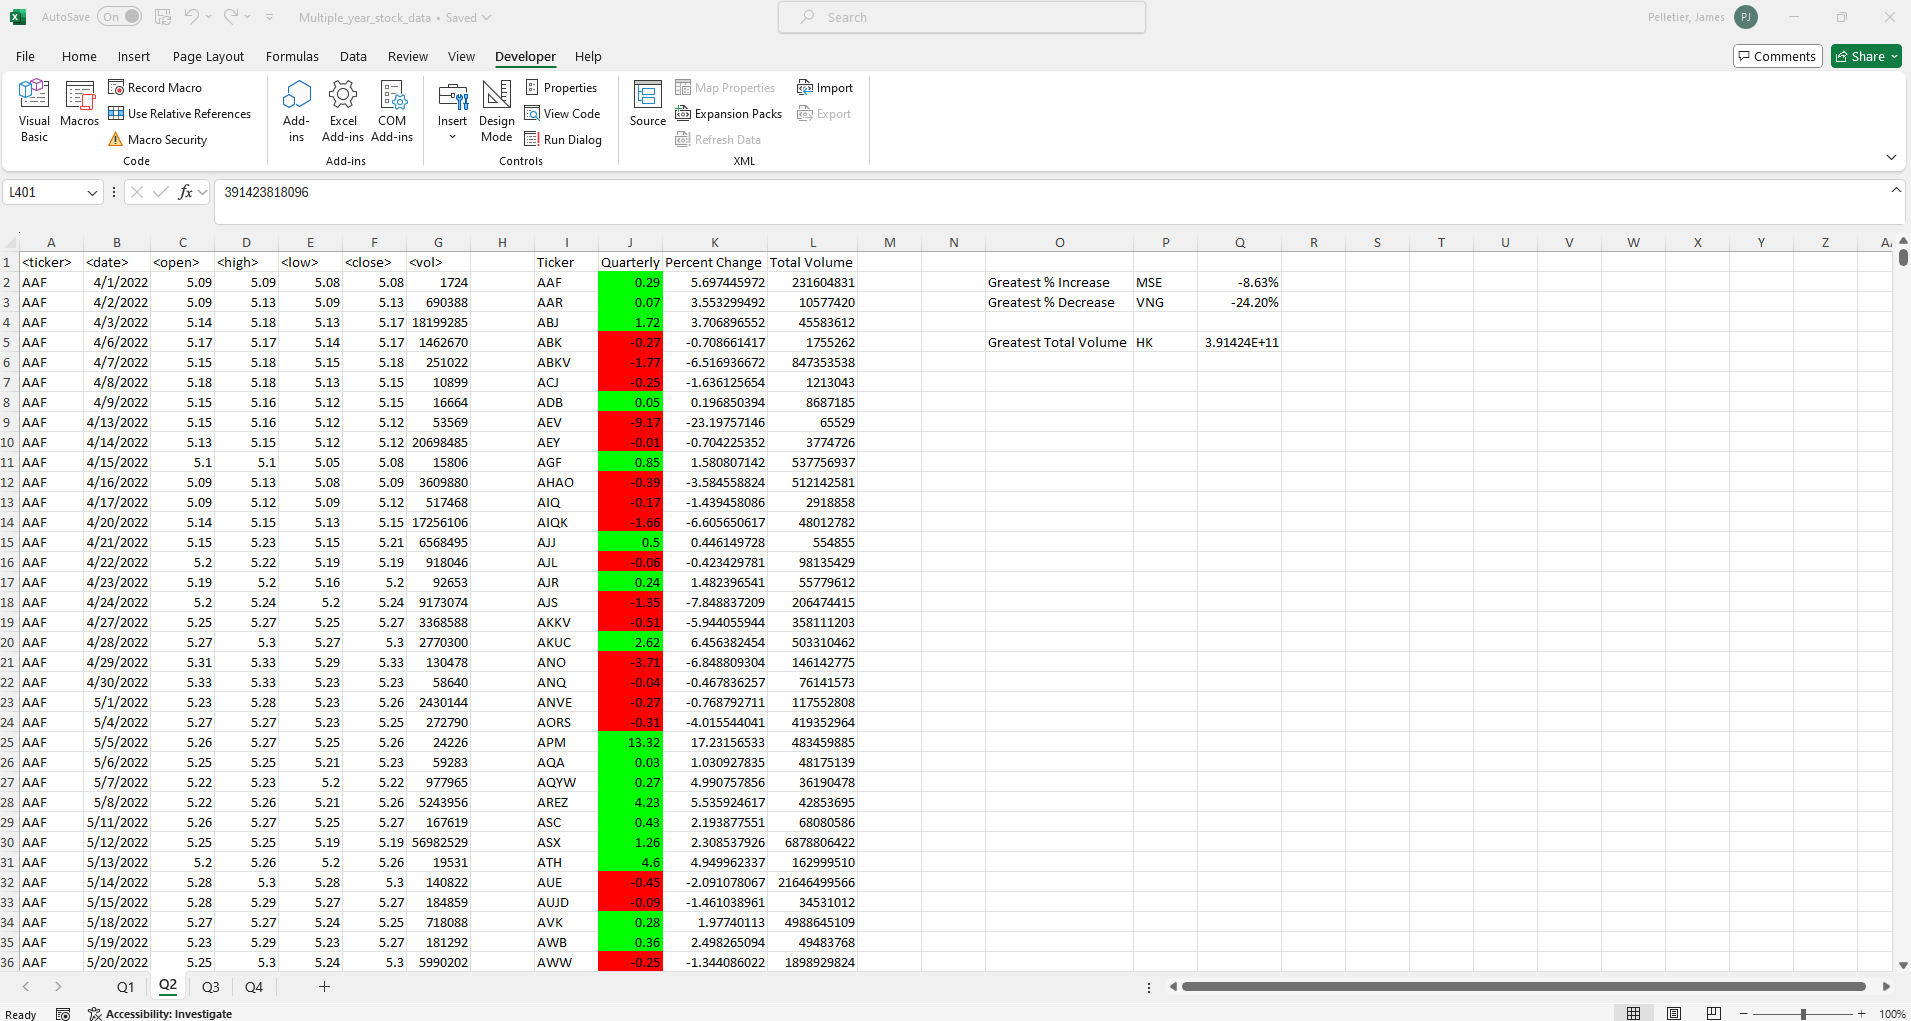 AutoSave On Multiple_year_stock_data • Saved Search Pelletier, James PJ
File Home Insert Page Layout Formulas Data Review View Developer Help Comments Share
Visual Basic Macros Record Macro Use Relative References Macro Security Code
Add-ins Excel Add-ins COM Add-ins Add-ins
Insert Design Mode Properties View Code Run Dialog Controls
Source Map Properties Expansion Packs Refresh Data Import Export XML
L401 fx 391423818096
A B C D E F G H I J K L M N O P Q R S T U V W X Y Z
1 <ticker> <date> <open> <high> <low> <close> <vol> Ticker Quarterly Percent Change Total Volume
2 AAF 4/1/2022 5.09 5.09 5.08 5.08 1724 AAF 0.29 5.697445972 231604831 Greatest % Increase MSE -8.63%
3 AAF 4/2/2022 5.09 5.13 5.09 5.13 690388 AAR 0.07 3.553299492 10577420 Greatest % Decrease VNG -24.20%
4 AAF 4/3/2022 5.14 5.18 5.13 5.17 18199285 ABJ 1.72 3.706896552 45583612
5 AAF 4/6/2022 5.17 5.17 5.14 5.17 1462670 ABK -0.27 -0.708661417 1755262 Greatest Total Volume HK 3.91424E+11
6 AAF 4/7/2022 5.15 5.18 5.15 5.18 251022 ABKV -1.77 -6.516936672 847353538
7 AAF 4/8/2022 5.18 5.18 5.13 5.15 10899 ACJ -0.25 -1.636125654 1213043
8 AAF 4/9/2022 5.15 5.16 5.12 5.15 16664 ADB 0.05 0.196850394 8687185
9 AAF 4/13/2022 5.15 5.16 5.12 5.12 53569 AEV -9.17 -23.19757146 65529
10 AAF 4/14/2022 5.13 5.15 5.12 5.12 20698485 AEY -0.01 -0.704225352 3774726
11 AAF 4/15/2022 5.1 5.1 5.05 5.08 15806 AGF 0.85 1.580807142 537756937
12 AAF 4/16/2022 5.09 5.13 5.08 5.09 3609880 AHAO -0.39 -3.584558824 512142581
13 AAF 4/17/2022 5.09 5.12 5.09 5.12 517468 AIQ -0.17 -1.439458086 2918858
14 AAF 4/20/2022 5.14 5.15 5.13 5.15 17256106 AIQK -1.66 -6.605650617 48012782
15 AAF 4/21/2022 5.15 5.23 5.15 5.21 6568495 AJJ 0.5 0.446149728 554855
16 AAF 4/22/2022 5.2 5.22 5.19 5.19 918046 AJL -0.06 -0.423429781 98135429
17 AAF 4/23/2022 5.19 5.2 5.16 5.2 92653 AJR 0.24 1.482396541 55779612
18 AAF 4/24/2022 5.2 5.24 5.2 5.24 9173074 AJS -1.35 -7.848837209 206474415
19 AAF 4/27/2022 5.25 5.27 5.25 5.27 3368588 AKKV -0.51 -5.944055944 358111203
20 AAF 4/28/2022 5.27 5.3 5.27 5.3 2770300 AKUC 2.62 6.456382454 503310462
21 AAF 4/29/2022 5.31 5.33 5.29 5.33 130478 ANO -3.71 -6.848809304 146142775
22 AAF 4/30/2022 5.33 5.33 5.23 5.23 58640 ANQ -0.04 -0.467836257 76141573
23 AAF 5/1/2022 5.23 5.28 5.23 5.26 2430144 ANVE -0.27 -0.768792711 117552808
24 AAF 5/4/2022 5.27 5.27 5.23 5.25 272790 AORS -0.31 -4.015544041 419352964
25 AAF 5/5/2022 5.26 5.27 5.25 5.26 24226 APM 13.32 17.23156533 483459885
26 AAF 5/6/2022 5.25 5.25 5.21 5.23 59283 AQA 0.03 1.030927835 48175139
27 AAF 5/7/2022 5.22 5.23 5.2 5.22 977965 AQYW 0.27 4.990757856 36190478
28 AAF 5/8/2022 5.22 5.26 5.21 5.26 5243956 AREZ 4.23 5.535924617 42853695
29 AAF 5/11/2022 5.26 5.27 5.25 5.27 167619 ASC 0.43 2.193877551 68080586
30 AAF 5/12/2022 5.25 5.25 5.19 5.19 56982529 ASX 1.26 2.308537926 6878806422
31 AAF 5/13/2022 5.2 5.26 5.2 5.26 19531 ATH 4.6 4.949962337 162999510
32 AAF 5/14/2022 5.28 5.3 5.28 5.3 140822 AUE -0.45 -2.091078067 21646499566
33 AAF 5/15/2022 5.28 5.29 5.27 5.27 184859 AUJD -0.09 -1.461038961 34531012
34 AAF 5/18/2022 5.27 5.27 5.24 5.25 718088 AVK 0.28 1.97740113 4988645109
35 AAF 5/19/2022 5.23 5.29 5.23 5.27 181292 AWB 0.36 2.498265094 49483768
36 AAF 5/20/2022 5.25 5.3 5.24 5.3 5990202 AWW -0.25 -1.344086022 1898929824
Q1 Q2 Q3 Q4
Ready Accessibility: Investigate 100%